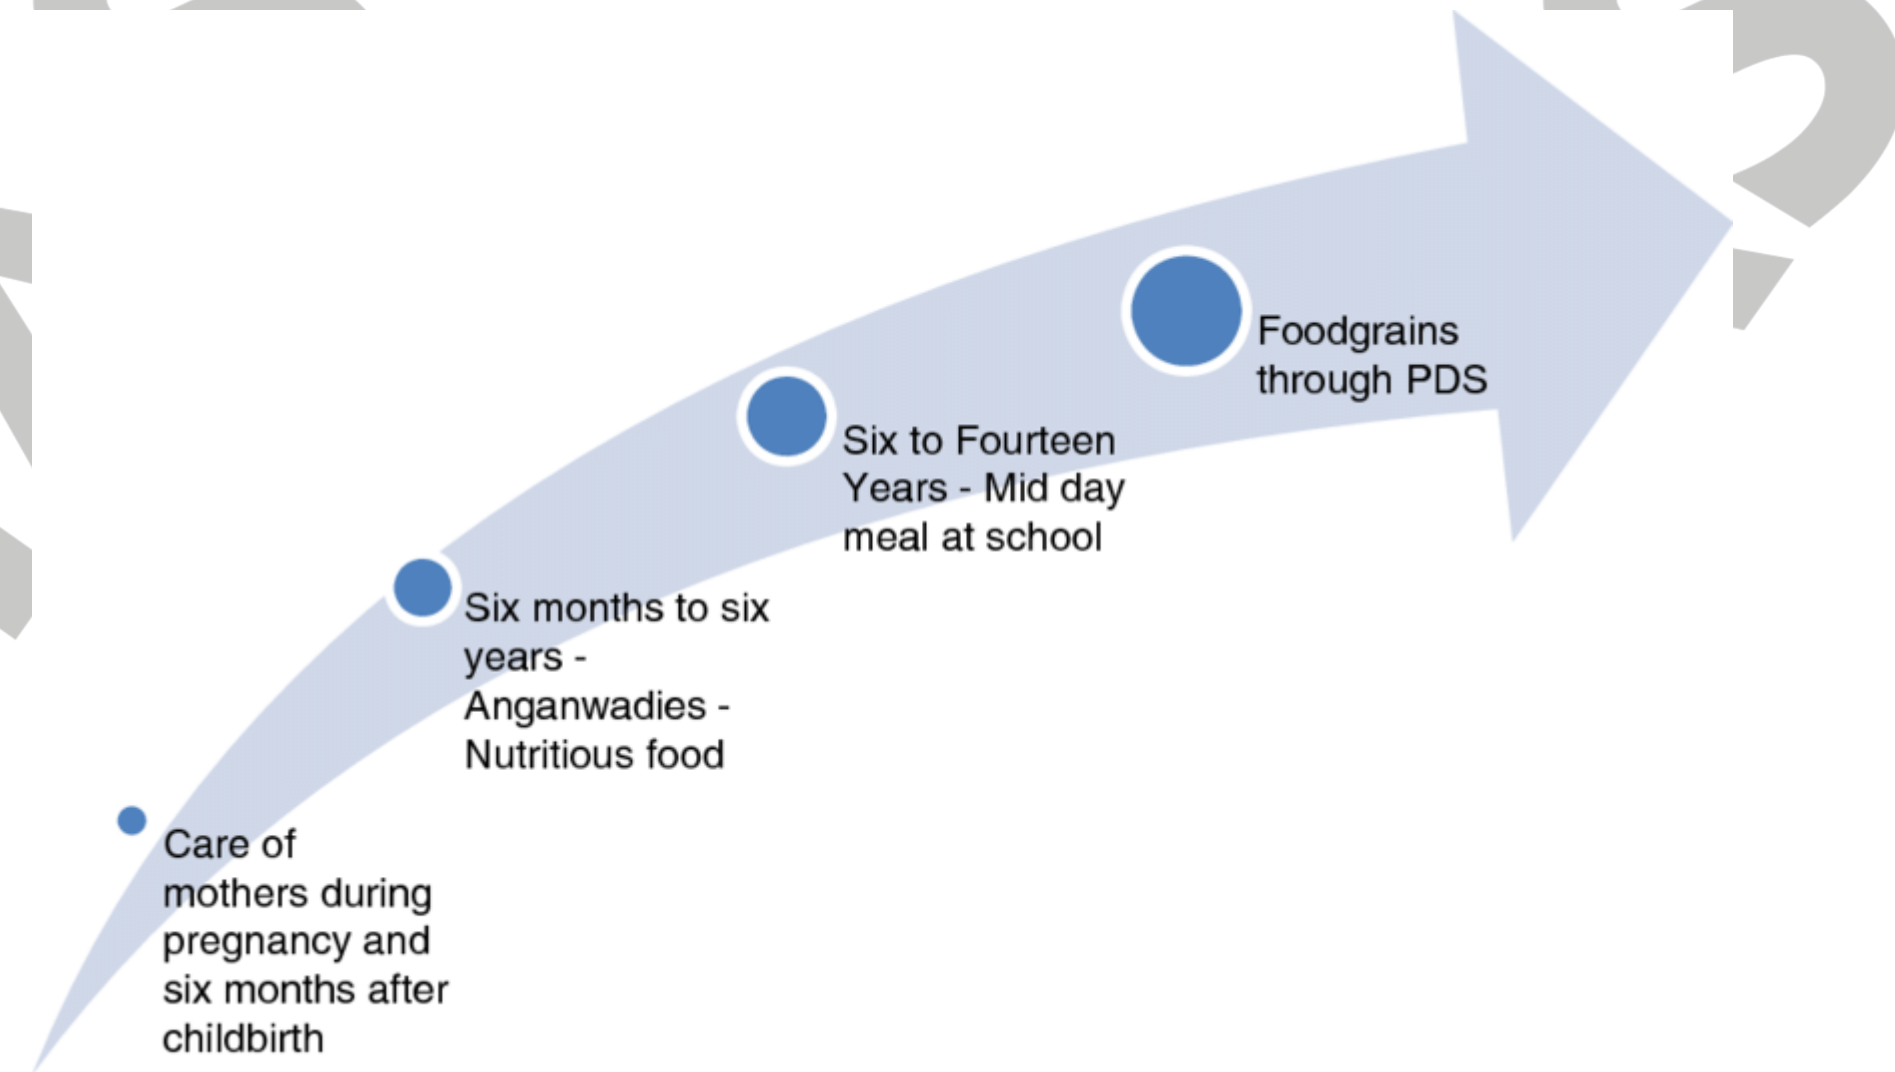 Care of
mothers during
pregnancy and
six months after
childbirth
Six months to six
years -
Anganwadies -
Nutritious food
Six to Fourteen
Years - Mid day
meal at school
Foodgrains
through PDS